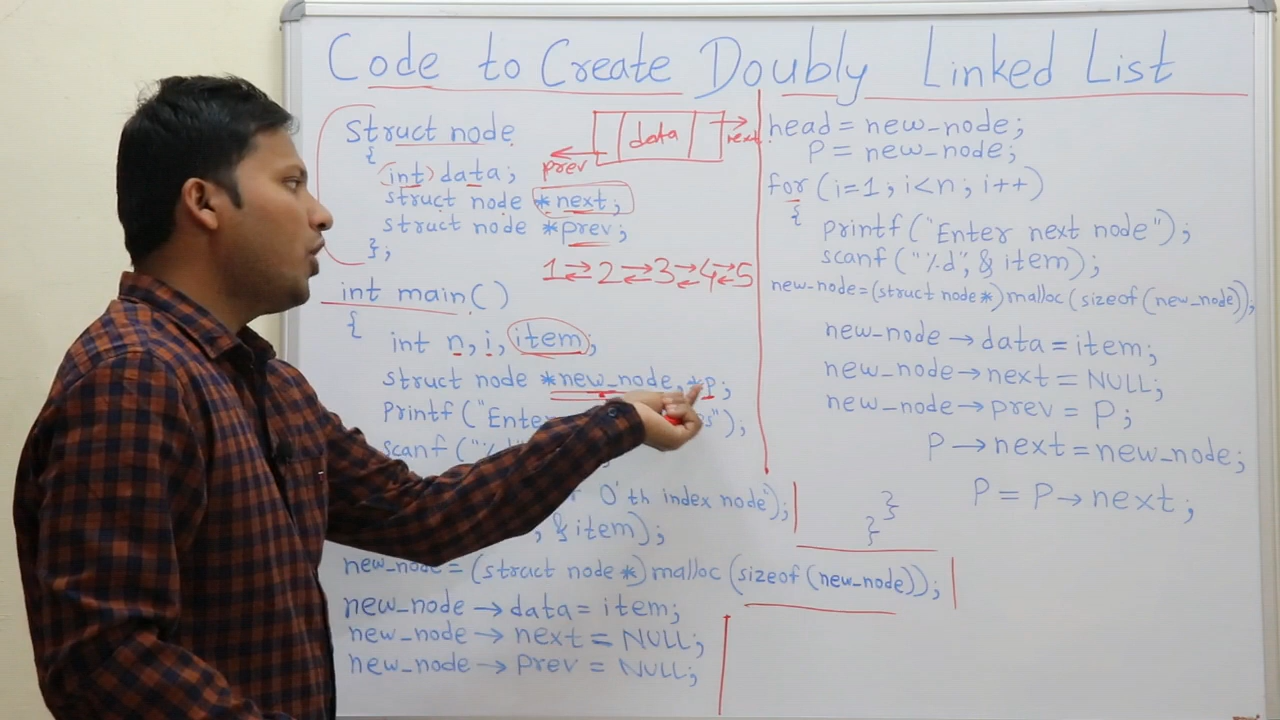 Code to Create Doubly Linked List
struct node
{
int data;
struct node *next;
struct node *prev;
};
prev data next
1 ⇄ 2 ⇄ 3 ⇄ 4 ⇄ 5
int main()
{
int n, i, item;
struct node *new_node, *p;
printf("Ente
scanf("%d"
0'th index node");
, & item);
new_node = (struct node *) malloc (sizeof (new_node));
new_node → data = item;
new_node → next = NULL;
new_node → prev = NULL;
head = new_node;
P = new_node;
for (i=1; i<n; i++)
{
printf("Enter next node");
scanf("%d", & item);
new_node = (struct node *) malloc (sizeof (new_node));
new_node → data = item;
new_node → next = NULL;
new_node → prev = P;
P → next = new_node;
P = P → next;
}
}